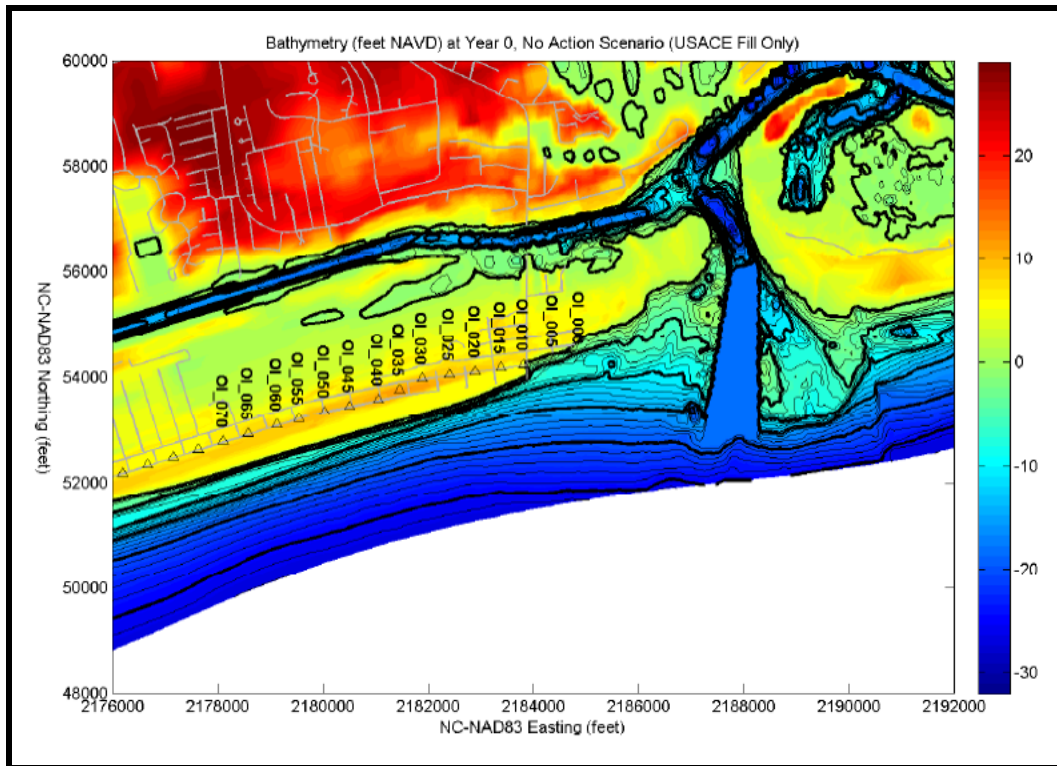 Bathymetry (feet NAVD) at Year 0, No Action Scenario (USACE Fill Only)
60000
58000
56000
54000
52000
50000
48000
NC-NAD83 Northing (feet)
OI_070
OI_065
OI_060
OI_055
OI_050
OI_045
OI_040
OI_035
OI_030
OI_025
OI_020
OI_015
OI_010
OI_005
2176000
2178000
2180000
2182000
2184000
2186000
2188000
2190000
2192000
NC-NAD83 Easting (feet)
20
10
0
-10
-20
-30